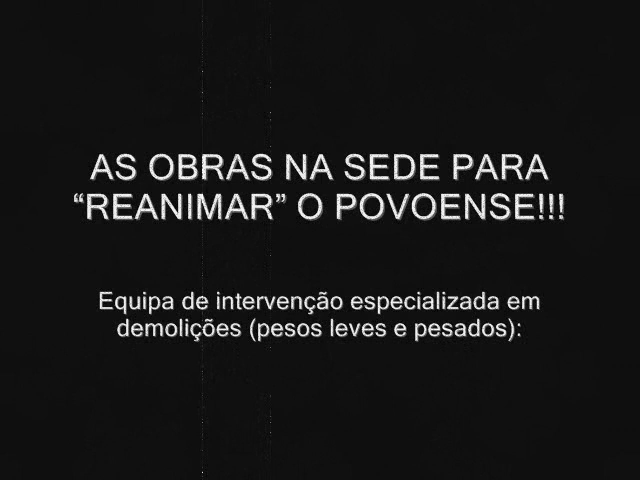 AS OBRAS NA SEDE PARA
“REANIMAR” O POVOENSE!!!
Equipa de intervenção especializada em
demolições (pesos leves e pesados):